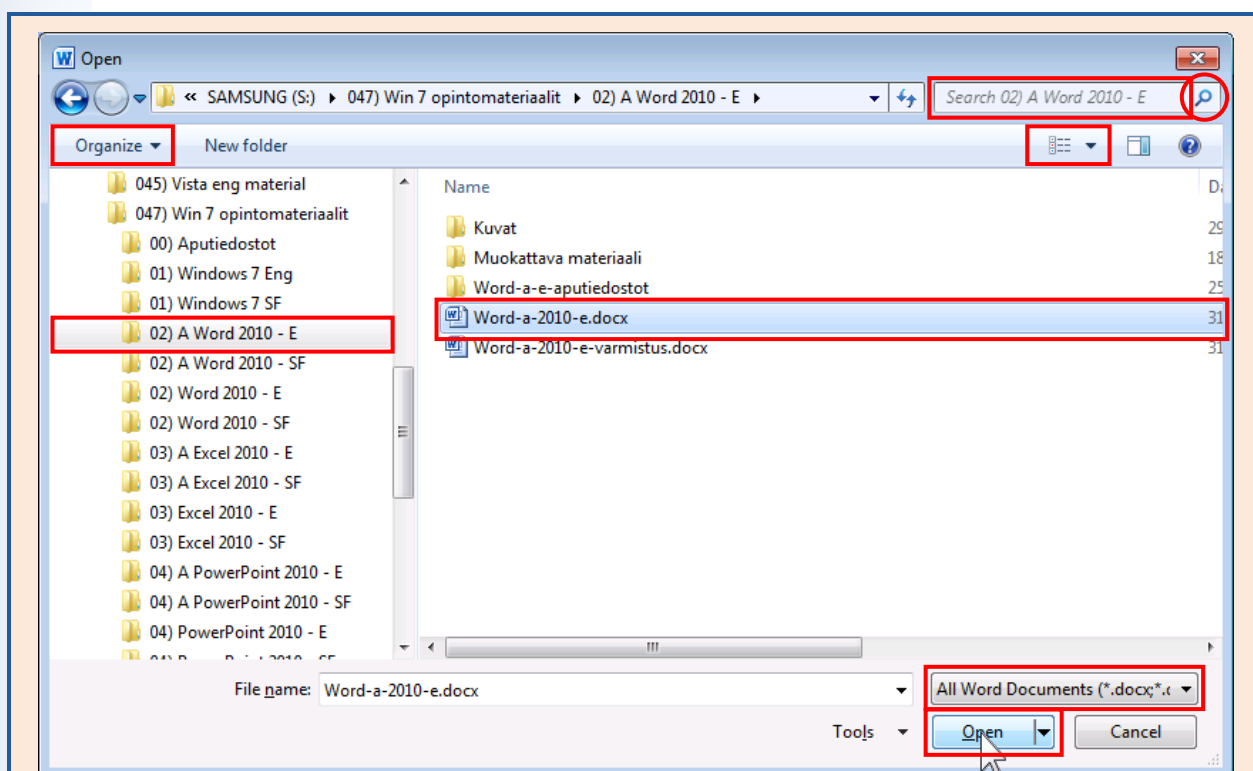 Open
« SAMSUNG (S:) 047) Win 7 opintomateriaalit 02) A Word 2010 - E
Search 02) A Word 2010 - E
Organize New folder
045) Vista eng material
047) Win 7 opintomateriaalit
00) Aputiedostot
01) Windows 7 Eng
01) Windows 7 SF
02) A Word 2010 - E
02) A Word 2010 - SF
02) Word 2010 - E
02) Word 2010 - SF
03) A Excel 2010 - E
03) A Excel 2010 - SF
03) Excel 2010 - E
03) Excel 2010 - SF
04) A PowerPoint 2010 - E
04) A PowerPoint 2010 - SF
04) PowerPoint 2010 - E
Name
Kuvat 29
Muokattava materiaali 18
Word-a-e-aputiedostot 25
Word-a-2010-e.docx 31
Word-a-2010-e-varmistus.docx 31
File name: Word-a-2010-e.docx
All Word Documents (*.docx;*.
Tools Open Cancel